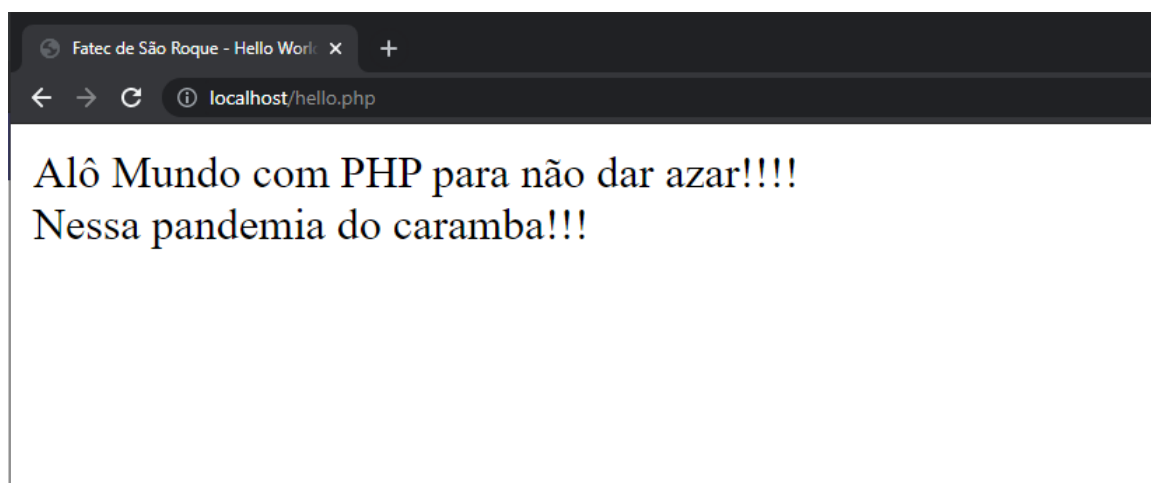 Fatec de São Roque - Hello Worl
localhost/hello.php
Alô Mundo com PHP para não dar azar!!!!
Nessa pandemia do caramba!!!